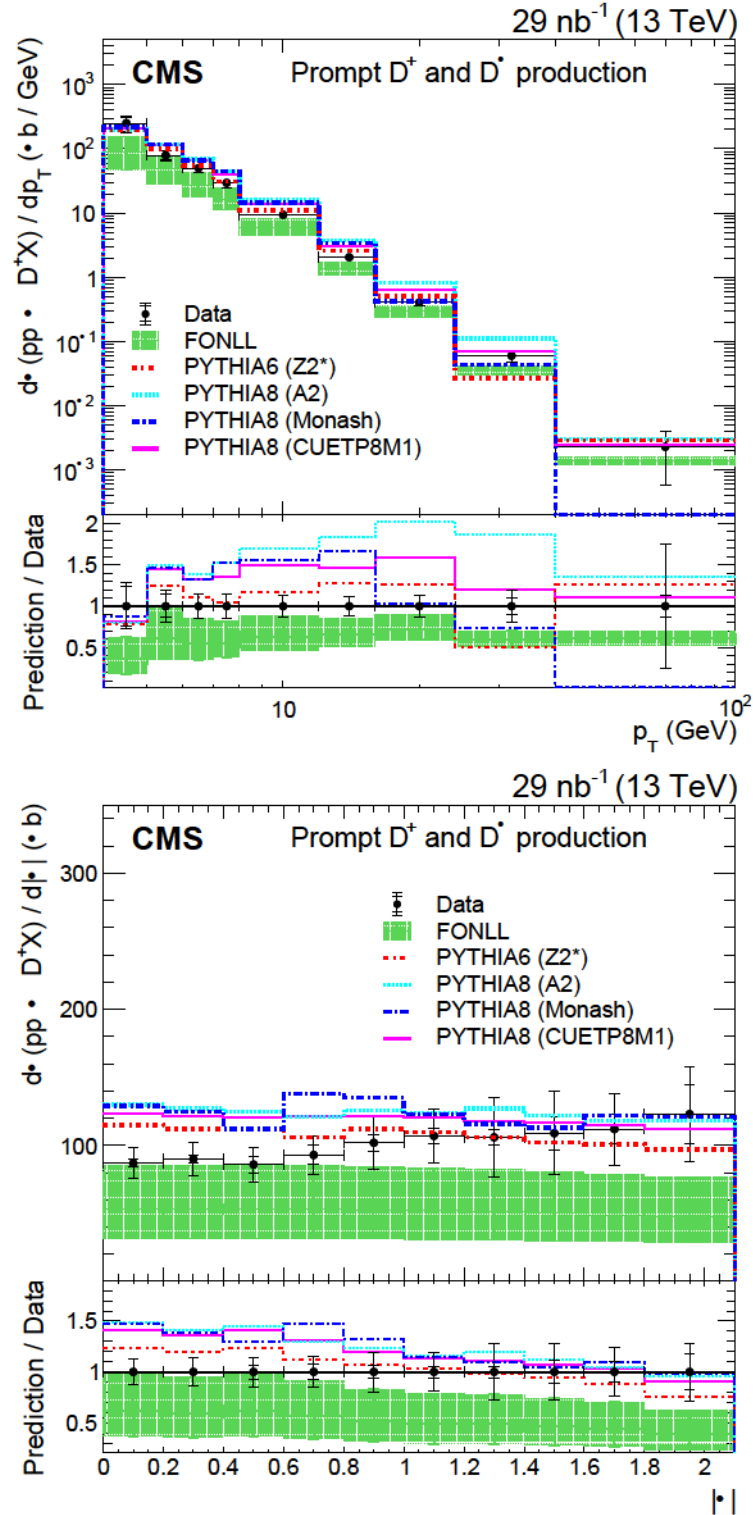 29 nb⁻¹ (13 TeV)
CMS Prompt D⁺ and D• production
d• (pp • D⁺X) / dp_T (• b / GeV)
10³
10²
10
1
10⁻¹
10⁻²
10⁻³
Data
FONLL
PYTHIA6 (Z2*)
PYTHIA8 (A2)
PYTHIA8 (Monash)
PYTHIA8 (CUETP8M1)
Prediction / Data
2
1.5
1
0.5
10 10²
p_T (GeV)
29 nb⁻¹ (13 TeV)
CMS Prompt D⁺ and D• production
d• (pp • D⁺X) / d|•| (• b)
300
200
100
Data
FONLL
PYTHIA6 (Z2*)
PYTHIA8 (A2)
PYTHIA8 (Monash)
PYTHIA8 (CUETP8M1)
Prediction / Data
1.5
1
0.5
0 0.2 0.4 0.6 0.8 1 1.2 1.4 1.6 1.8 2
|•|